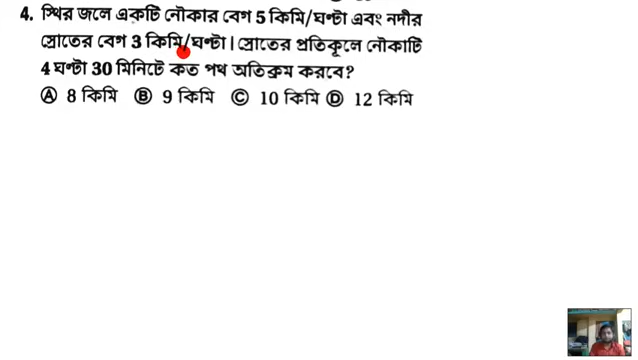 4. স্থির জলে একটি নৌকার বেগ 5 কিমি/ঘণ্টা এবং নদীর
স্রোতের বেগ 3 কিমি/ঘণ্টা। স্রোতের প্রতিকূলে নৌকাটি
4 ঘণ্টা 30 মিনিটে কত পথ অতিক্রম করবে?
Ⓐ 8 কিমি Ⓑ 9 কিমি Ⓒ 10 কিমি Ⓓ 12 কিমি